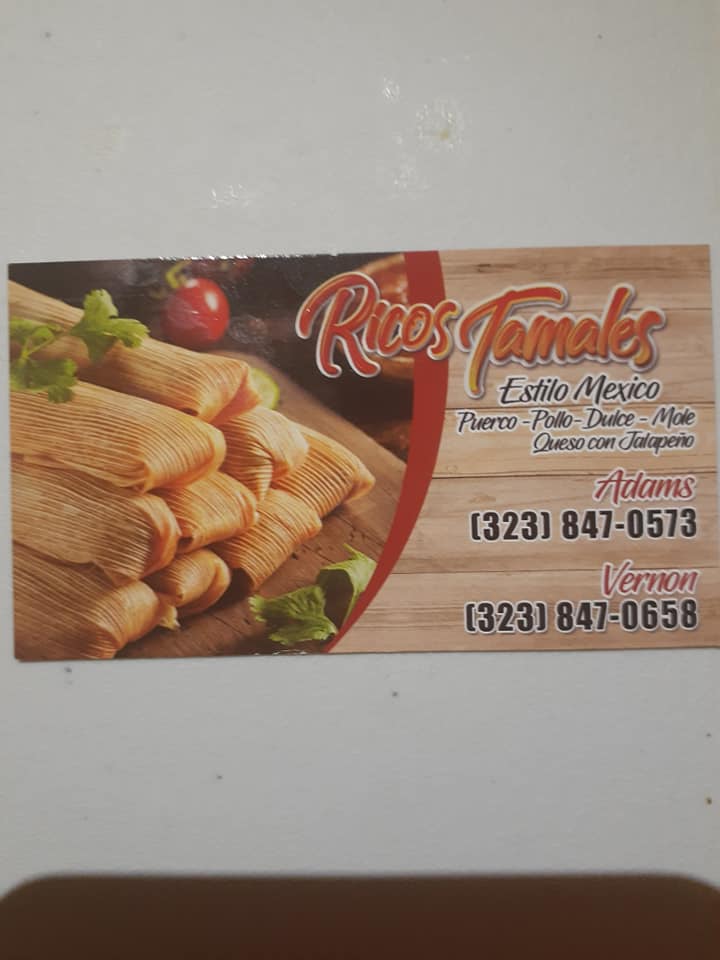 Ricos Tamales
Estilo Mexico
Puerco -Pollo-Dulce - Mole
Queso con Jalapeño
Adams
(323) 847-0573
Vernon
(323) 847-0658